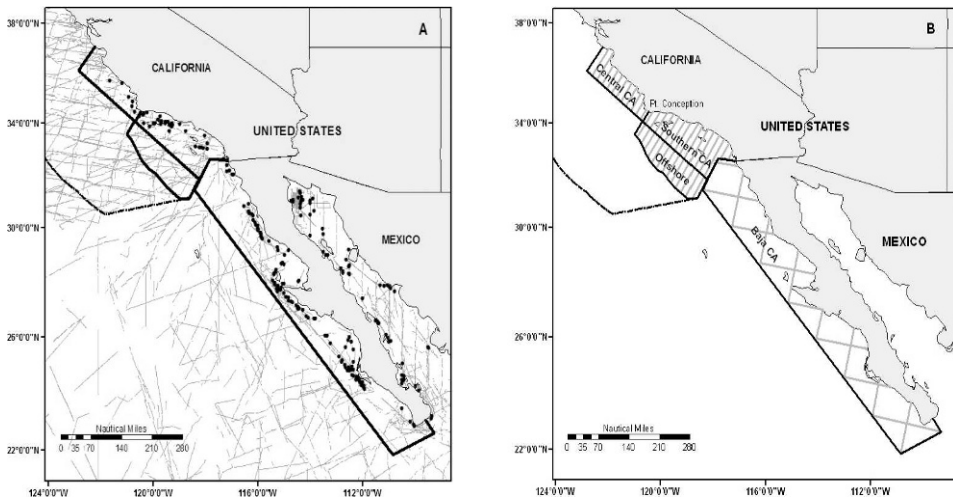 A
38°0'0"N
CALIFORNIA
34°0'0"N
UNITED STATES
30°0'0"N
MEXICO
26°0'0"N
Nautical Miles
0 35 70 140 210 280
22°0'0"N
124°0'0"W 120°0'0"W 116°0'0"W 112°0'0"W
B
38°0'0"N
CALIFORNIA
Central CA
Pt. Conception
34°0'0"N
Southern CA
UNITED STATES
Offshore
30°0'0"N
Baja CA
MEXICO
26°0'0"N
Nautical Miles
0 35 70 140 210 280
22°0'0"N
124°0'0"W 120°0'0"W 116°0'0"W 112°0'0"W